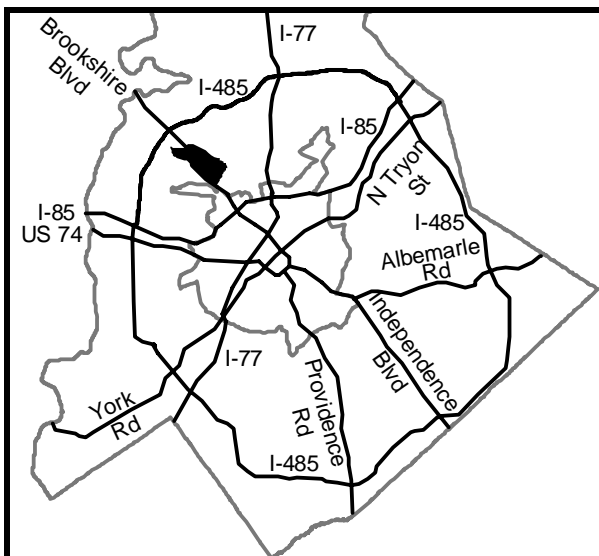 I-77
Brookshire
Blvd
I-485
I-85
N Tryon
St
I-85
US 74
I-485
Albemarle
Rd
Independence
Blvd
I-77
Providence
Rd
York
Rd
I-485